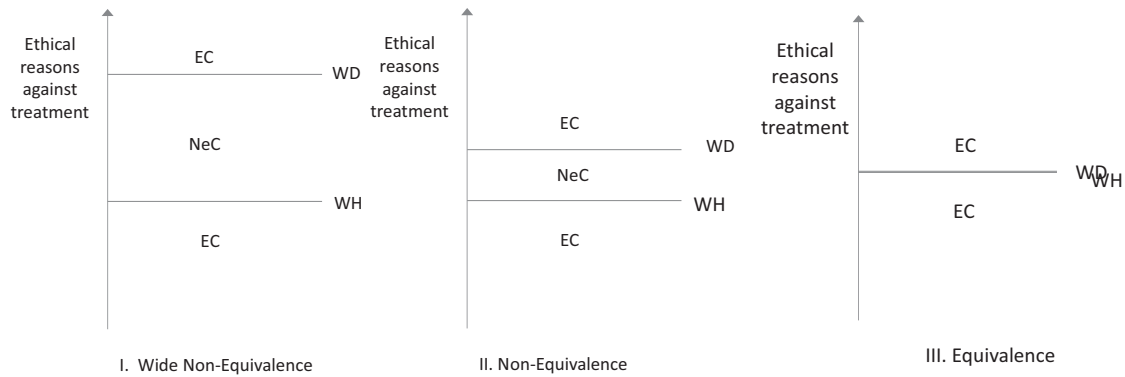 Ethical
reasons
against
treatment
EC
WD
NeC
WH
EC
I. Wide Non-Equivalence
Ethical
reasons
against
treatment
EC
WD
NeC
WH
EC
II. Non-Equivalence
Ethical
reasons
against
treatment
EC
WD
WH
EC
III. Equivalence